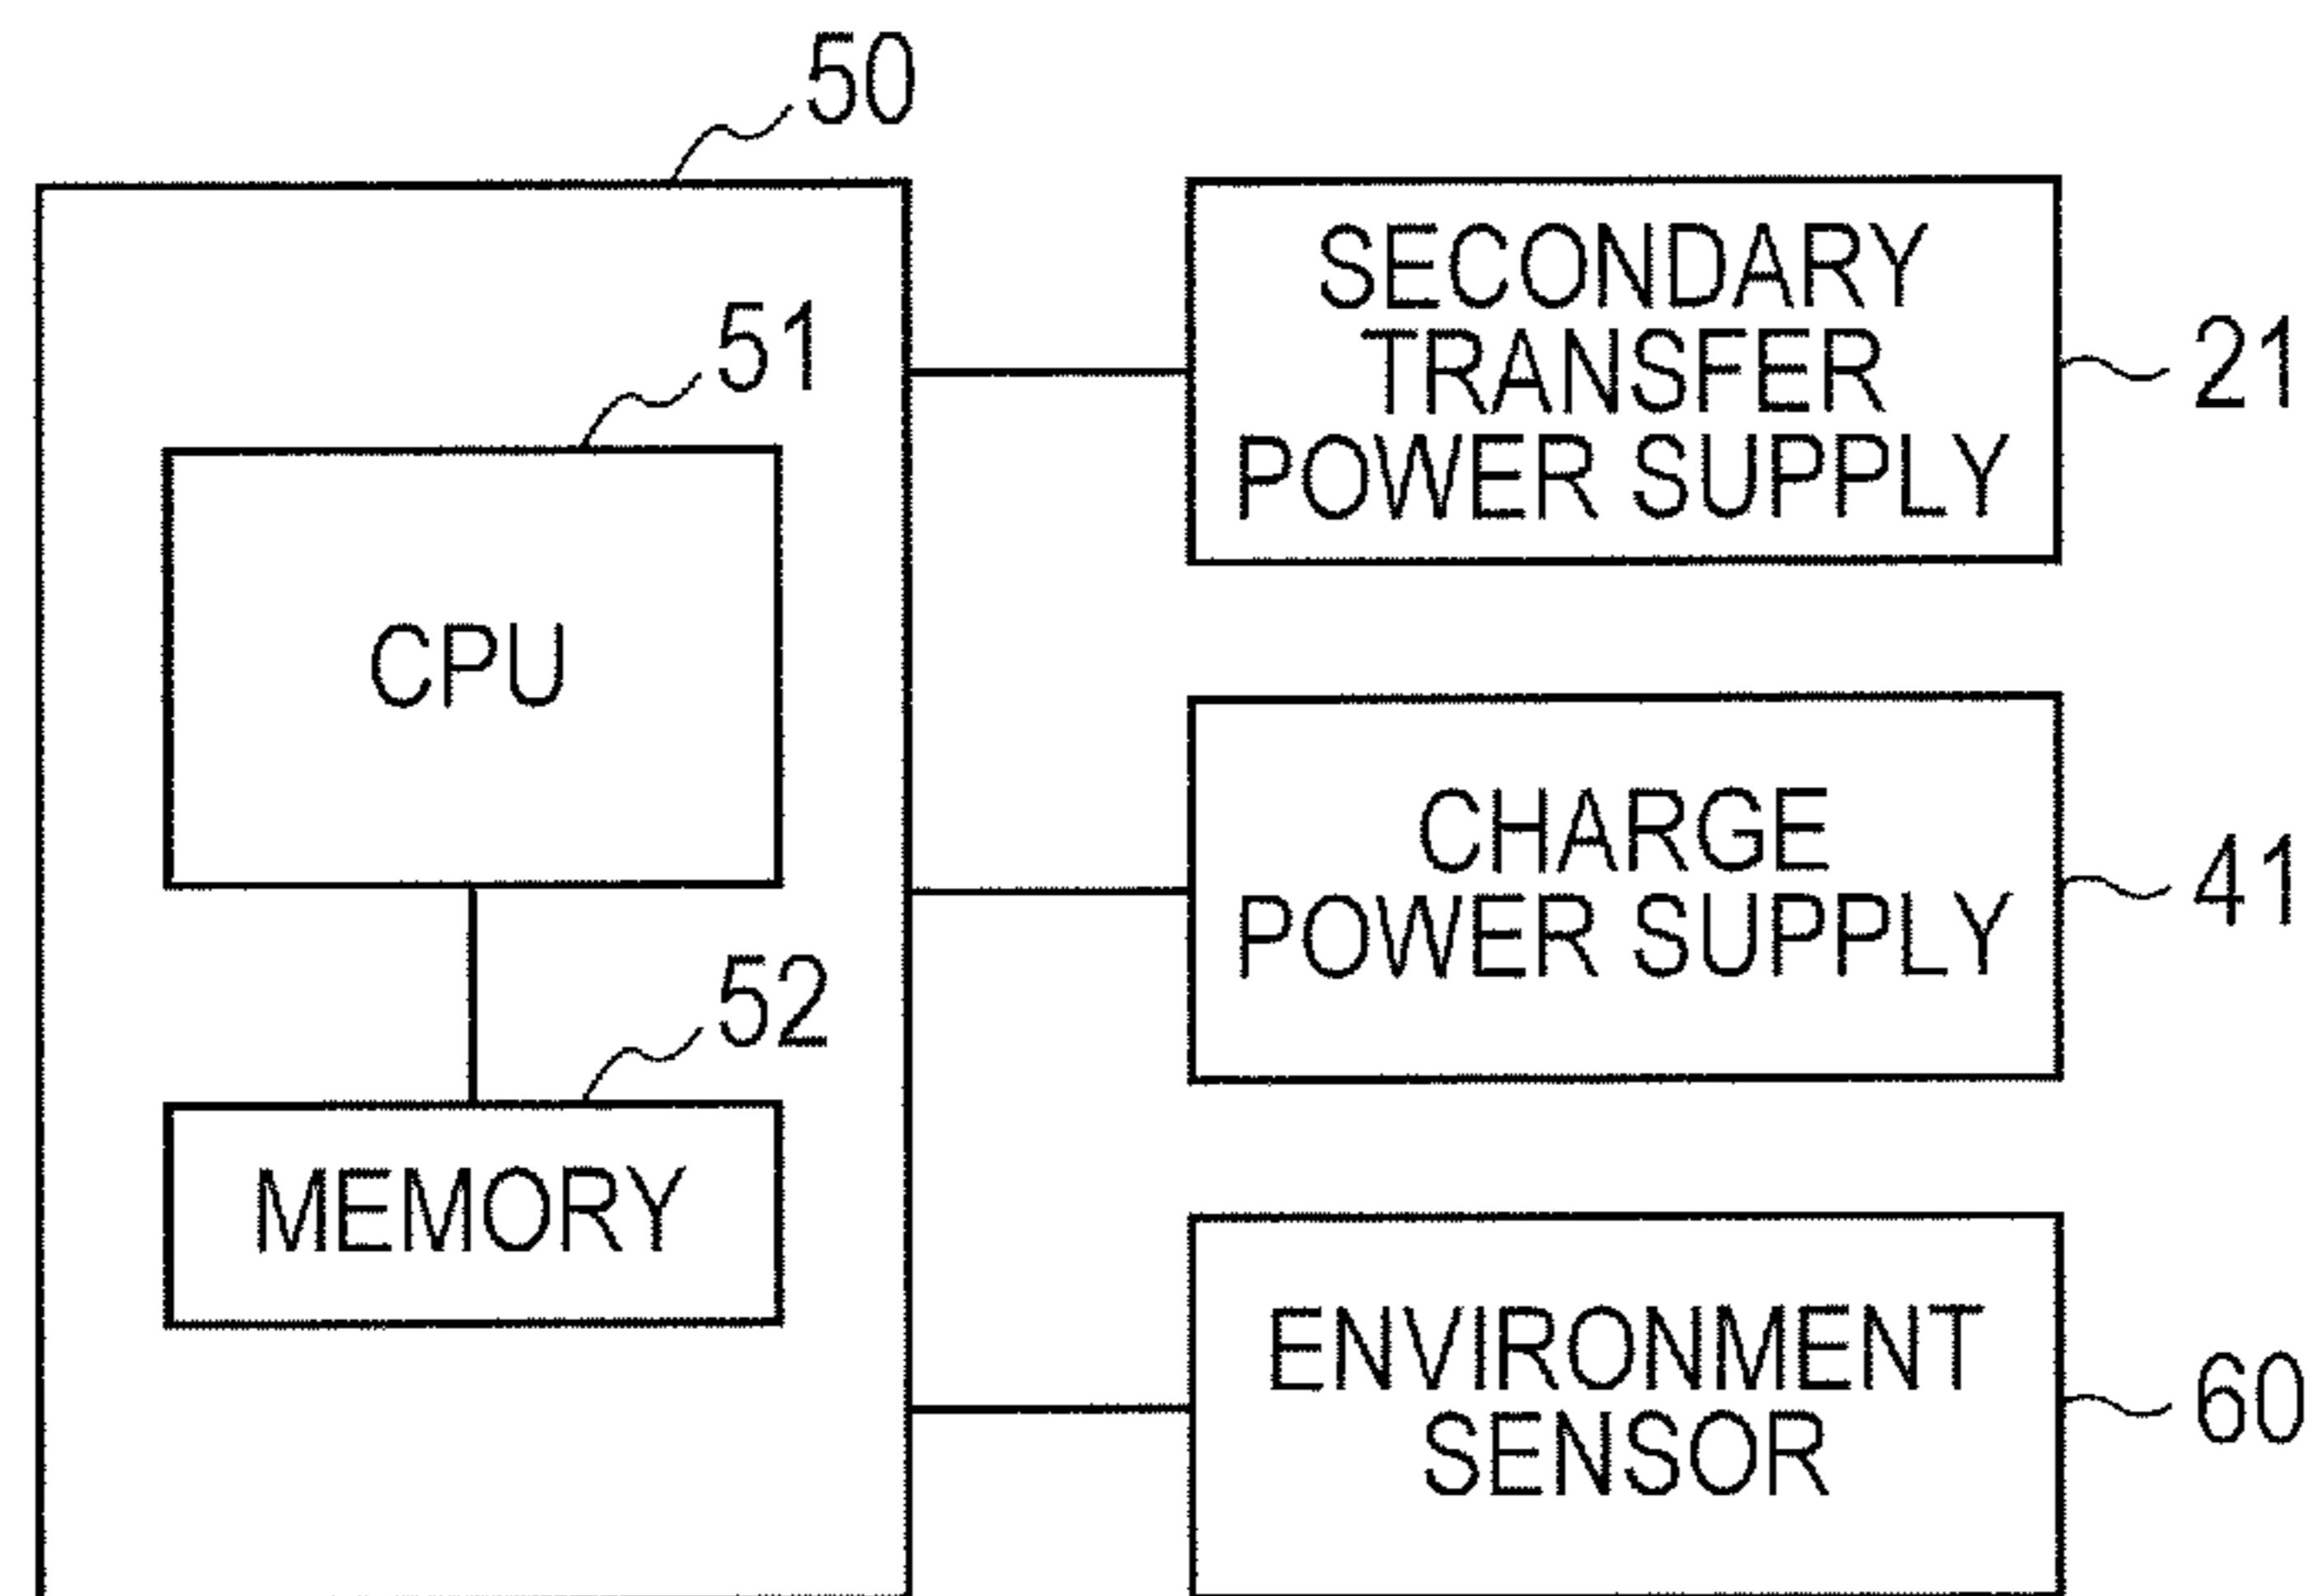 50
51
CPU
52
MEMORY
SECONDARY
TRANSFER
POWER SUPPLY
21
CHARGE
POWER SUPPLY
41
ENVIRONMENT
SENSOR
60